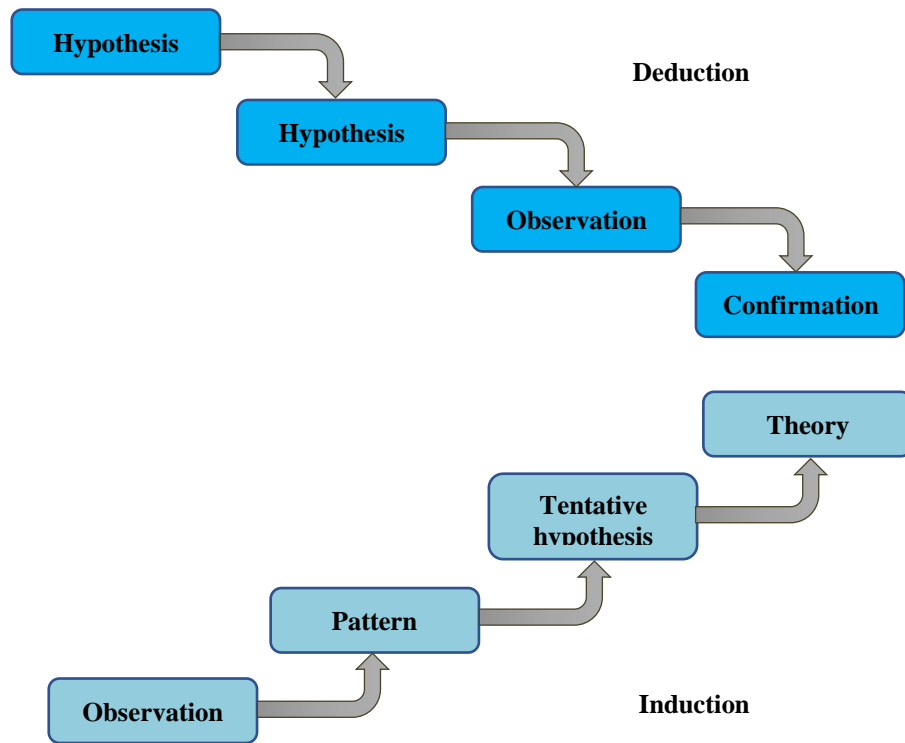 Hypothesis
Deduction
Hypothesis
Observation
Confirmation
Theory
Tentative
hypothesis
Pattern
Observation
Induction